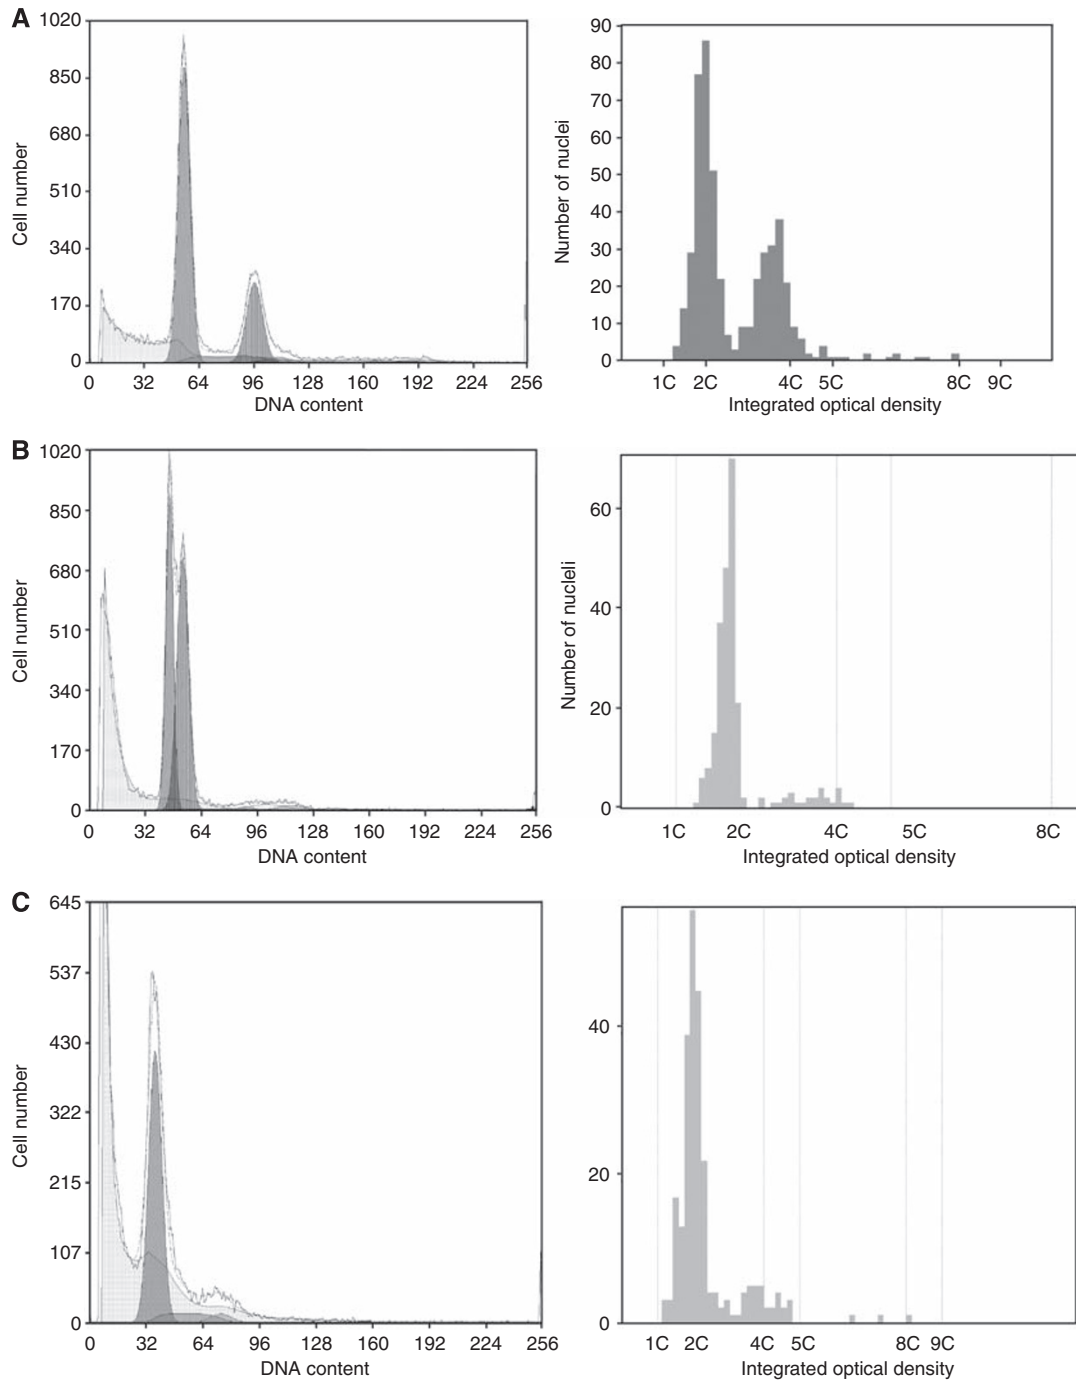 A
1020
850
680
510
340
170
0
Cell number
0 32 64 96 128 160 192 224 256
DNA content
90
80
70
60
50
40
30
20
10
0
Number of nuclei
1C 2C 4C 5C 8C 9C
Integrated optical density
B
1020
850
680
510
340
170
0
Cell number
0 32 64 96 128 160 192 224 256
DNA content
60
40
20
0
Number of nucleli
1C 2C 4C 5C 8C
Integrated optical density
C
645
537
430
322
215
107
0
Cell number
0 32 64 96 128 160 192 224 256
DNA content
40
20
0
1C 2C 4C 5C 8C 9C
Integrated optical density